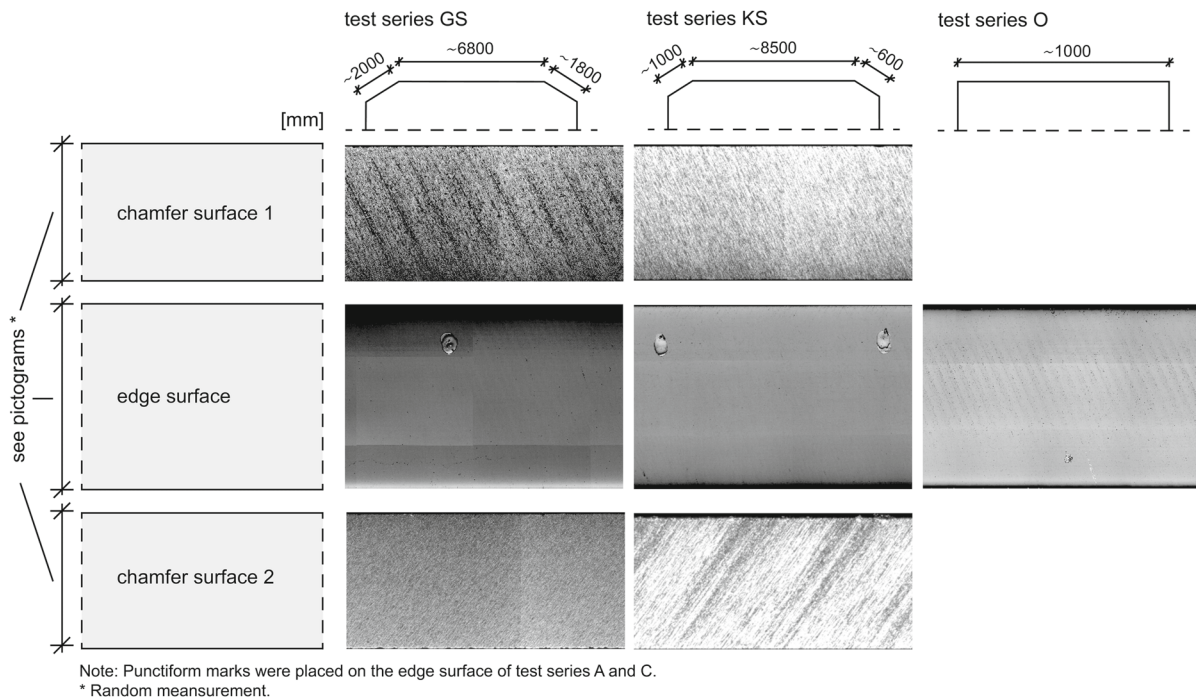 test series GS
test series KS
test series O
~2000
~6800
~1800
~1000
~8500
~600
~1000
[mm]
chamfer surface 1
see pictograms *
edge surface
chamfer surface 2
Note: Punctiform marks were placed on the edge surface of test series A and C.
* Random meansurement.